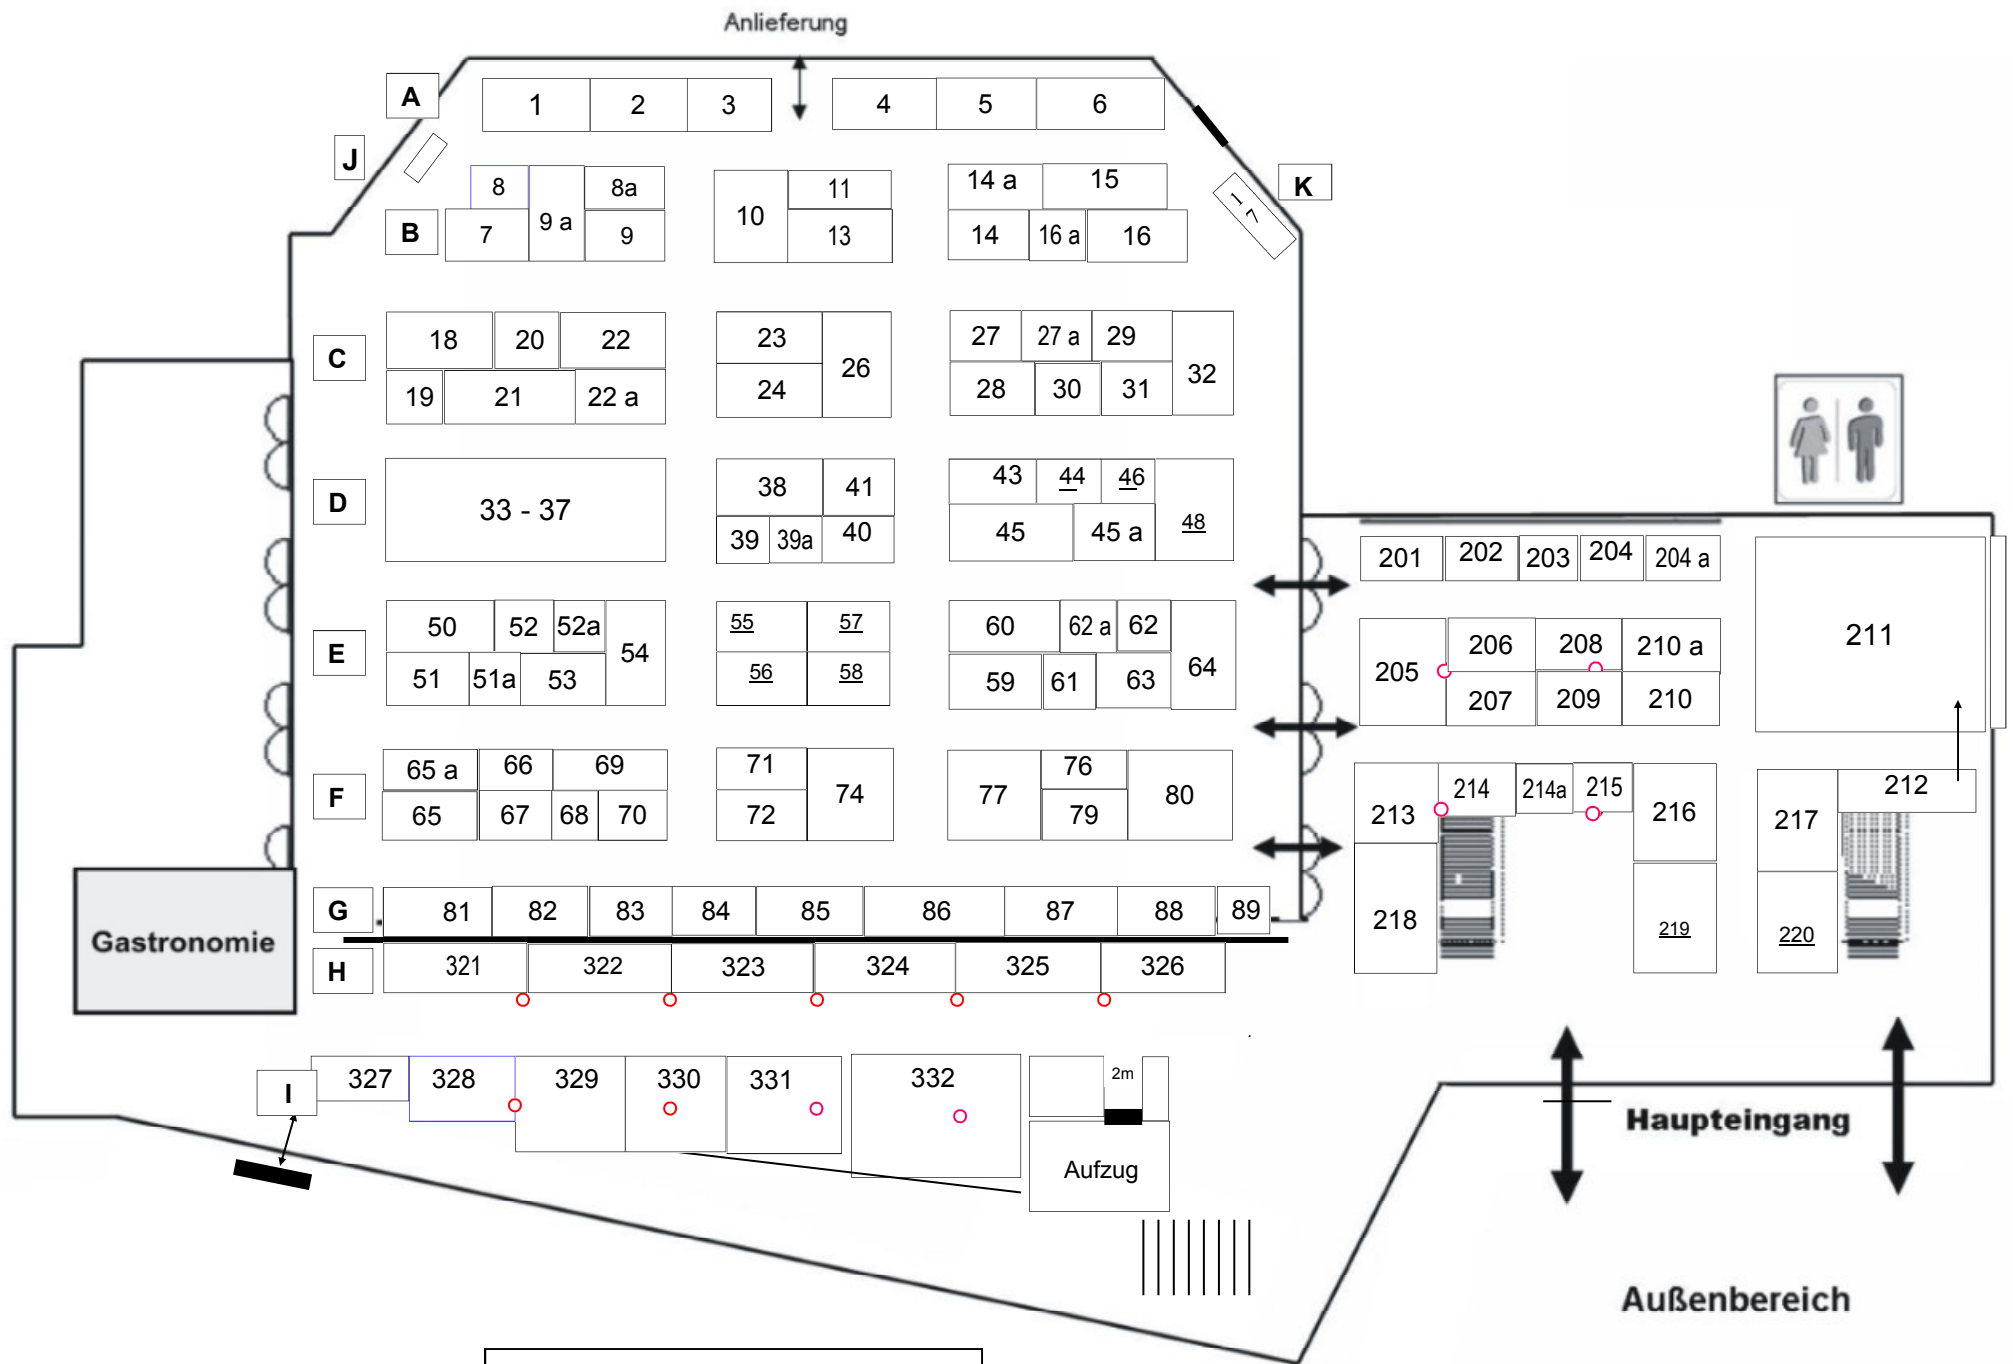 Anlieferung
A 1 2 3 4 5 6
J K
8 8a 11 14 a 15
B 7 9 a 9 10 13 14 16 a 16 17
18 20 22 23 27 27 a 29
C 26 32
19 21 22 a 24 28 30 31
38 41 43 44 46
D 33 - 37 48
39 39a 40 45 45 a
201 202 203 204 204 a
50 52 52a 55 57 60 62 a 62
E 54 64
51 51a 53 56 58 59 61 63
206 208 210 a 211
205
207 209 210
65 a 66 69 71 76
F 74 77 80
65 67 68 70 72 79
213 214 214a 215 216 217 212
G 81 82 83 84 85 86 87 88 89
218 219 220
Gastronomie
H 321 322 323 324 325 326
I 327 328 329 330 331 332 2m
Aufzug
Haupteingang
Außenbereich